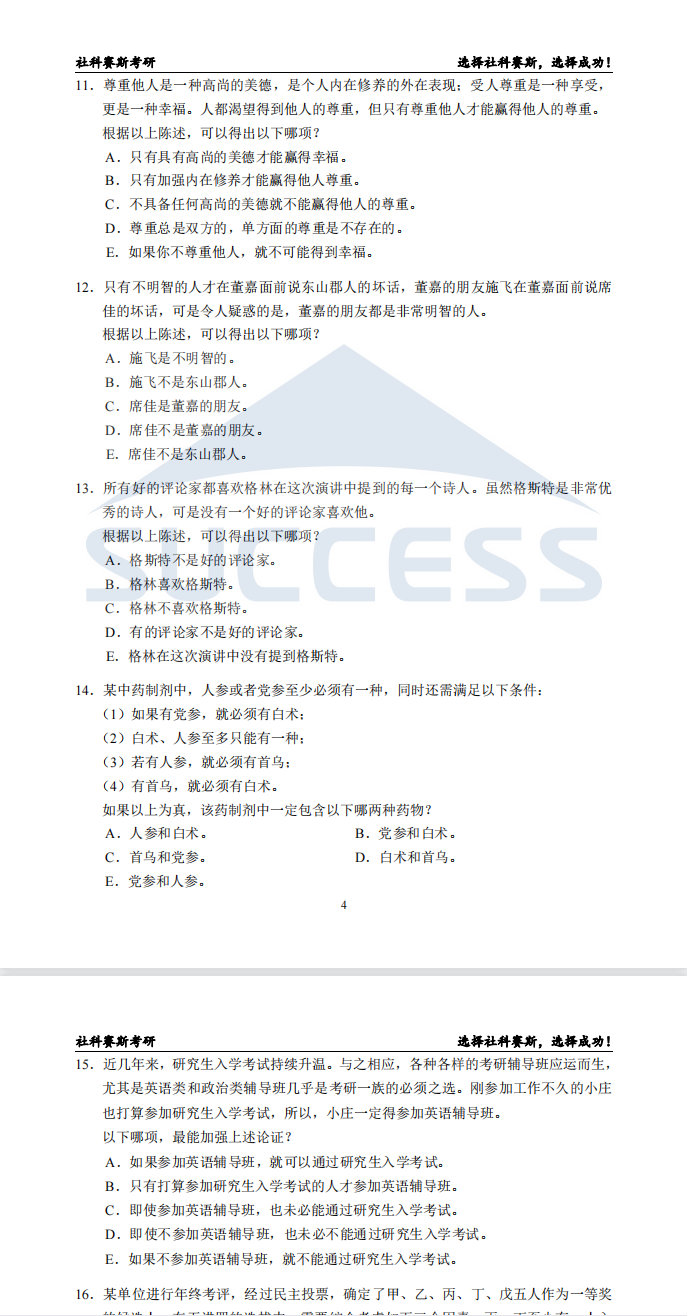 社科赛斯考研 选择社科赛斯，选择成功！
11．尊重他人是一种高尚的美德，是个人内在修养的外在表现；受人尊重是一种享受，
更是一种幸福。人都渴望得到他人的尊重，但只有尊重他人才能赢得他人的尊重。
根据以上陈述，可以得出以下哪项？
A．只有具有高尚的美德才能赢得幸福。
B．只有加强内在修养才能赢得他人尊重。
C．不具备任何高尚的美德就不能赢得他人的尊重。
D．尊重总是双方的，单方面的尊重是不存在的。
E．如果你不尊重他人，就不可能得到幸福。
12．只有不明智的人才在董嘉面前说东山郡人的坏话，董嘉的朋友施飞在董嘉面前说席
佳的坏话，可是令人疑惑的是，董嘉的朋友都是非常明智的人。
根据以上陈述，可以得出以下哪项？
A．施飞是不明智的。
B．施飞不是东山郡人。
C．席佳是董嘉的朋友。
D．席佳不是董嘉的朋友。
E．席佳不是东山郡人。
13．所有好的评论家都喜欢格林在这次演讲中提到的每一个诗人。虽然格斯特是非常优
秀的诗人，可是没有一个好的评论家喜欢他。
根据以上陈述，可以得出以下哪项？
SUCCESS
A．格斯特不是好的评论家。
B．格林喜欢格斯特。
C．格林不喜欢格斯特。
D．有的评论家不是好的评论家。
E．格林在这次演讲中没有提到格斯特。
14．某中药制剂中，人参或者党参至少必须有一种，同时还需满足以下条件：
（1）如果有党参，就必须有白术；
（2）白术、人参至多只能有一种；
（3）若有人参，就必须有首乌；
（4）有首乌，就必须有白术。
如果以上为真，该药制剂中一定包含以下哪两种药物？
A．人参和白术。 B．党参和白术。
C．首乌和党参。 D．白术和首乌。
E．党参和人参。
4
社科赛斯考研 选择社科赛斯，选择成功！
15．近几年来，研究生入学考试持续升温。与之相应，各种各样的考研辅导班应运而生，
尤其是英语类和政治类辅导班几乎是考研一族的必须之选。刚参加工作不久的小庄
也打算参加研究生入学考试，所以，小庄一定得参加英语辅导班。
以下哪项，最能加强上述论证？
A．如果参加英语辅导班，就可以通过研究生入学考试。
B．只有打算参加研究生入学考试的人才参加英语辅导班。
C．即使参加英语辅导班，也未必能通过研究生入学考试。
D．即使不参加英语辅导班，也未必不能通过研究生入学考试。
E．如果不参加英语辅导班，就不能通过研究生入学考试。
16．某单位进行年终考评，经过民主投票，确定了甲、乙、丙、丁、戊五人作为一等奖